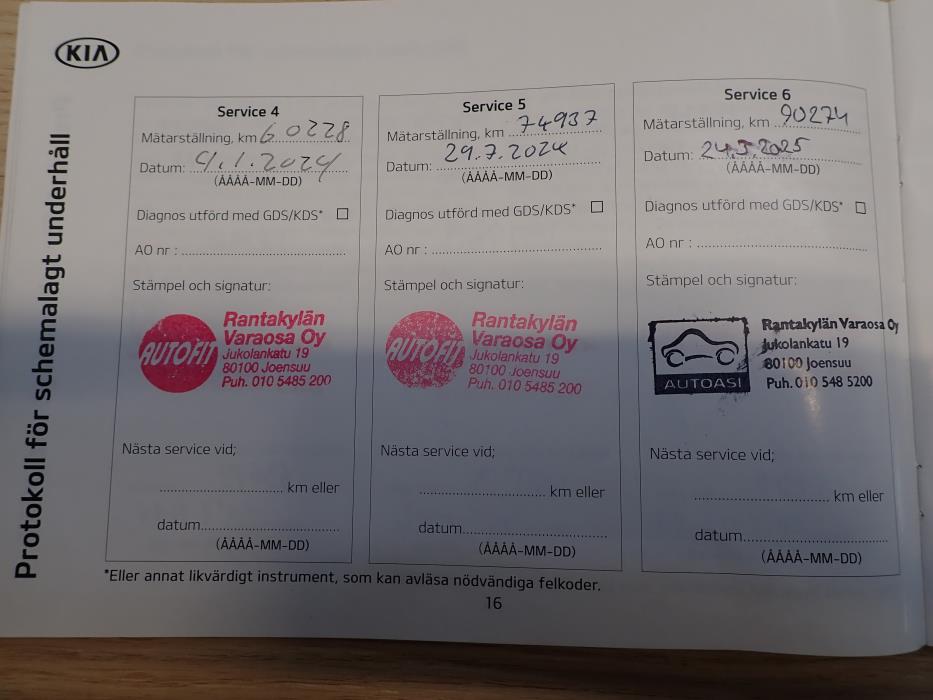 KIA
Protokoll för schemalagt underhåll
Service 4
Mätarställning, km 60228
Datum: 4.1.2024
(ÅÅÅÅ-MM-DD)
Diagnos utförd med GDS/KDS*
AO nr :
Stämpel och signatur:
AUTOFIT
Rantakylän
Varaosa Oy
Jukolankatu 19
80100 Joensuu
Puh. 010 5485 200
Nästa service vid;
km eller
datum
(ÅÅÅÅ-MM-DD)
Service 5
Mätarställning, km 74937
Datum: 29.7.2024
(ÅÅÅÅ-MM-DD)
Diagnos utförd med GDS/KDS*
AO nr :
Stämpel och signatur:
AUTOFIT
Rantakylän
Varaosa Oy
Jukolankatu 19
80100 Joensuu
Puh. 010 5485 200
Nästa service vid;
km eller
datum
(ÅÅÅÅ-MM-DD)
Service 6
Mätarställning, km 90274
Datum:
(ÅÅÅÅ-MM-DD)
Diagnos utförd med GDS/KDS*
AO nr :
Stämpel och signatur:
AUTOASI
Rantakylän Varaosa Oy
Jukolankatu 19
80100 Joensuu
Puh. 010 548 5200
Nästa service vid;
km eller
datum
(ÅÅÅÅ-MM-DD)
*Eller annat likvärdigt instrument, som kan avläsa nödvändiga felkoder.
16